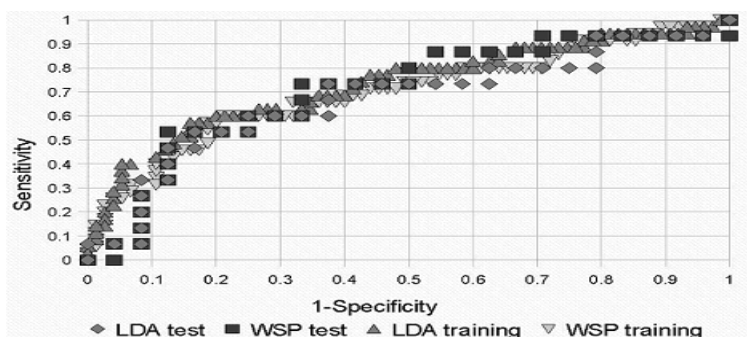 1
0.9
0.8
0.7
0.6
0.5
0.4
0.3
0.2
0.1
0
Sensitivity
0 0.1 0.2 0.3 0.4 0.5 0.6 0.7 0.8 0.9 1
1-Specificity
LDA test WSP test LDA training WSP training